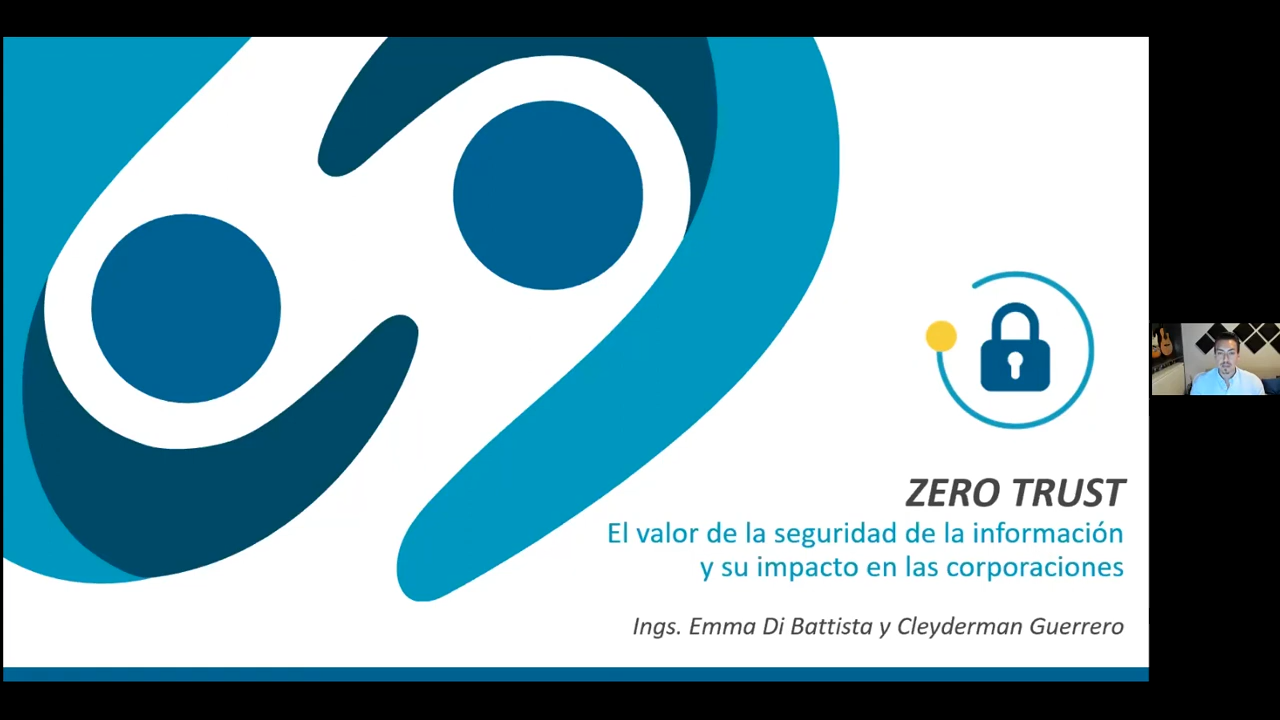 ZERO TRUST
El valor de la seguridad de la información
y su impacto en las corporaciones
Ings. Emma Di Battista y Cleyderman Guerrero